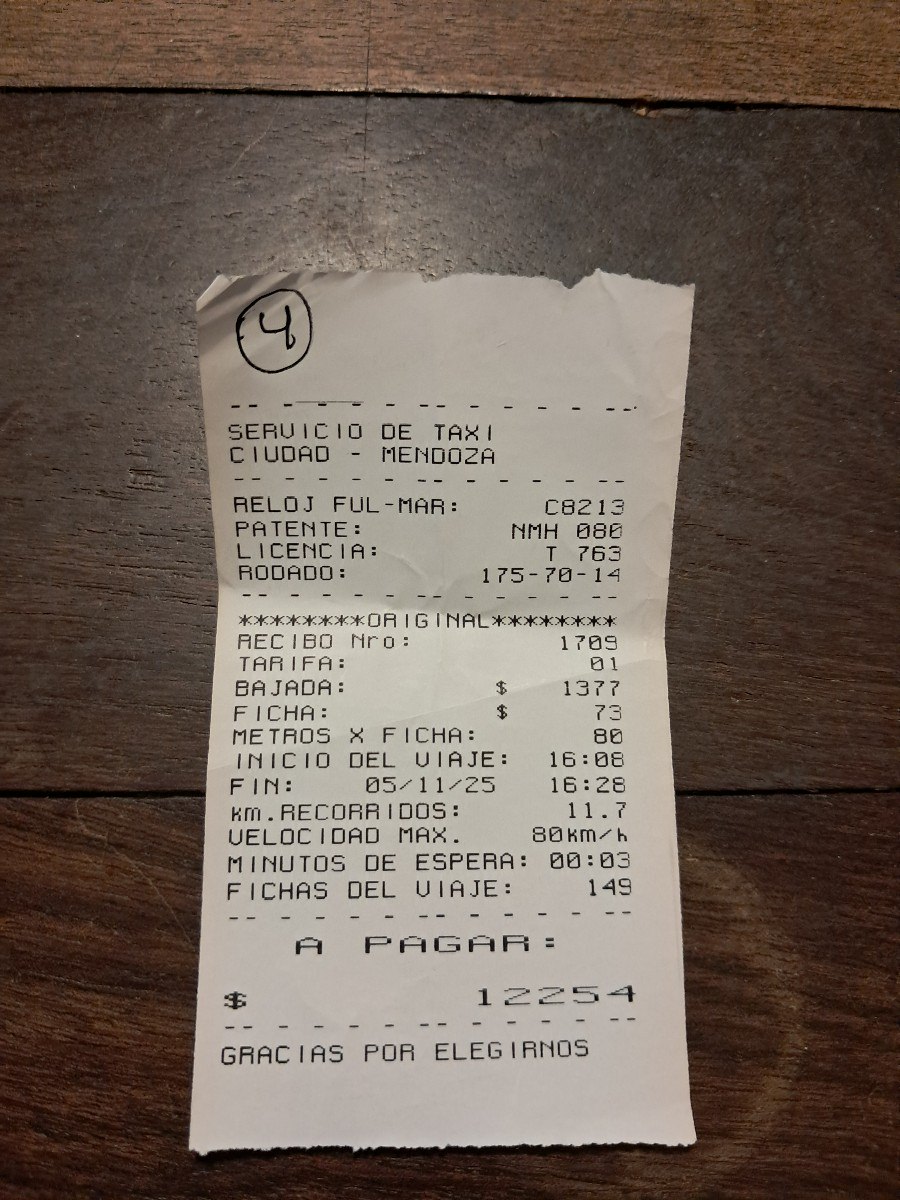 4
SERVICIO DE TAXI
CIUDAD - MENDOZA
RELOJ FUL-MAR: C8213
PATENTE: NMH 080
LICENCIA: T 763
RODADO: 175-70-14
********ORIGINAL********
RECIBO Nro: 1709
TARIFA: 01
BAJADA: $ 1377
FICHA: $ 73
METROS X FICHA: 80
INICIO DEL VIAJE: 16:08
FIN: 05/11/25 16:28
km.RECORRIDOS: 11.7
VELOCIDAD MAX. 80km/h
MINUTOS DE ESPERA: 00:03
FICHAS DEL VIAJE: 149
A PAGAR:
$ 12254
GRACIAS POR ELEGIRNOS